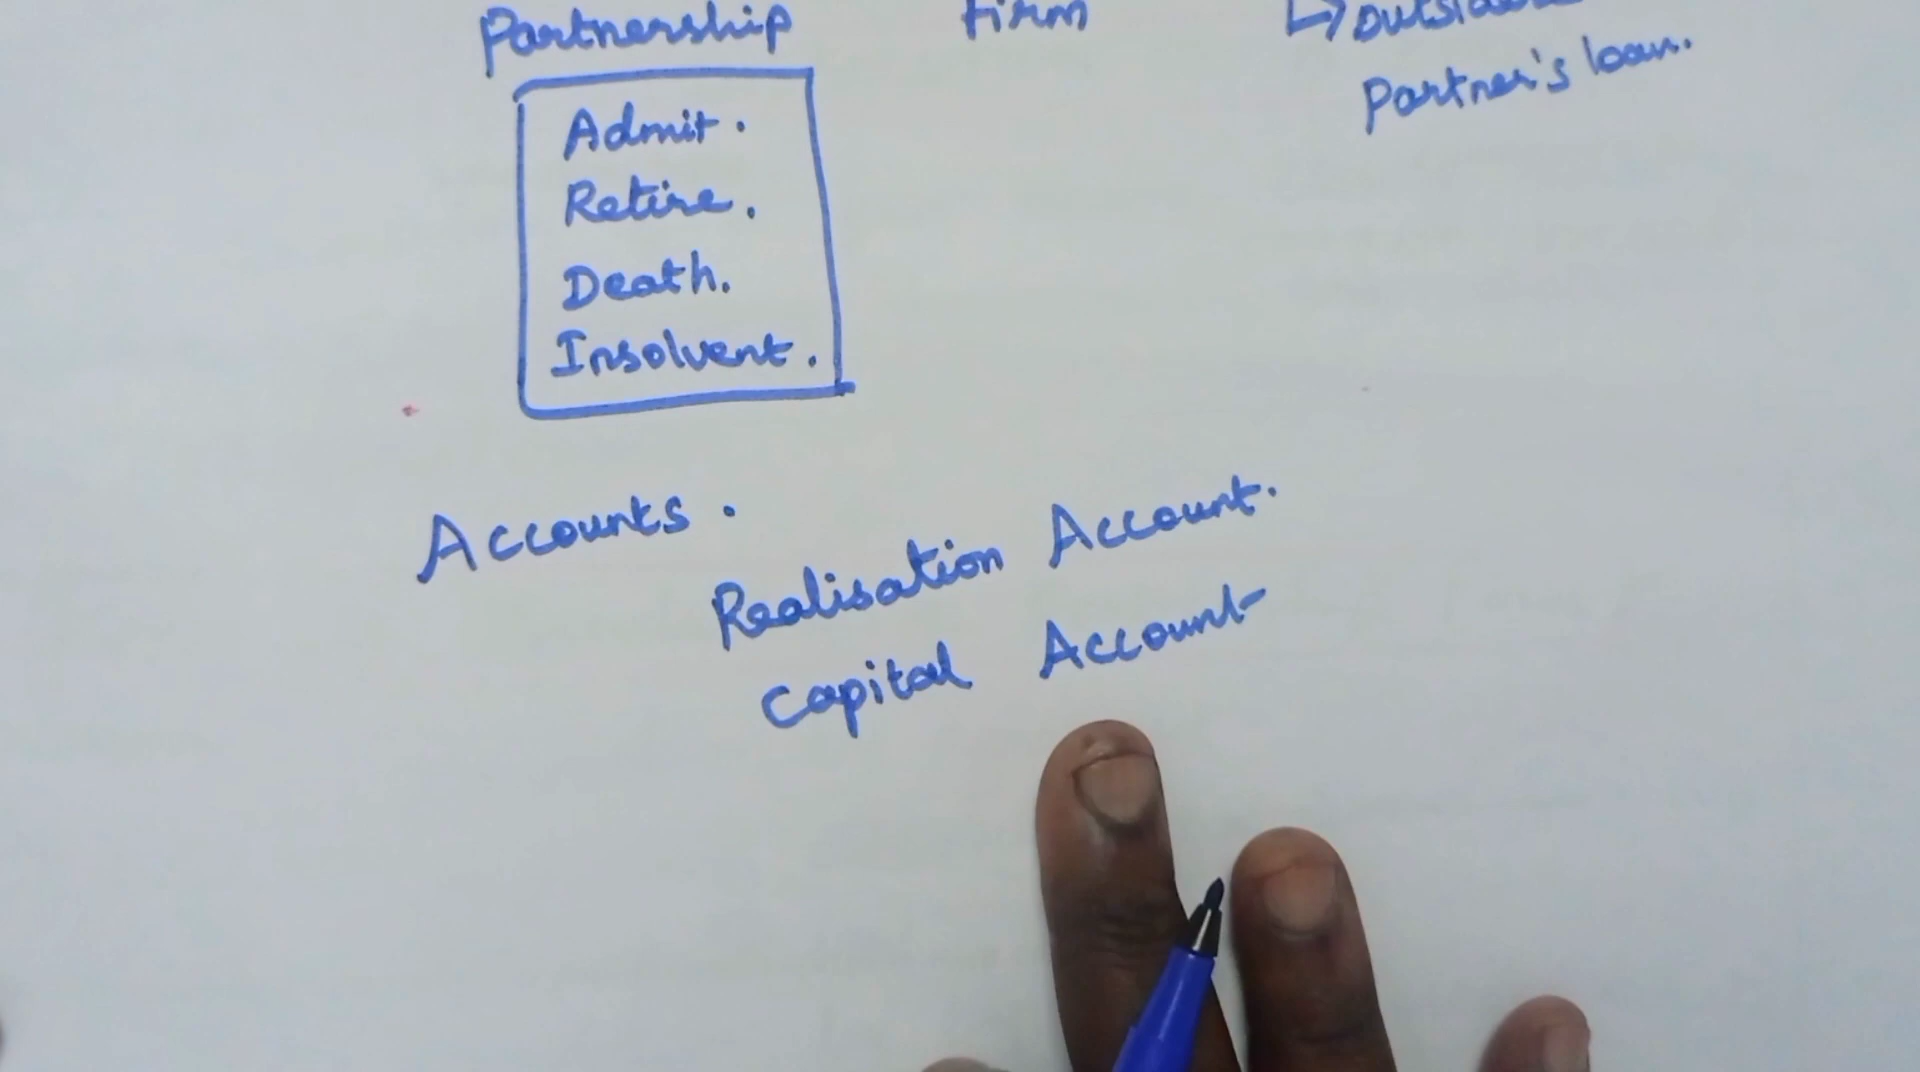 Partnership Firm
Partner's loan.
Admit.
Retire.
Death.
Insolvent.
Accounts.
Realisation Account.
Capital Account